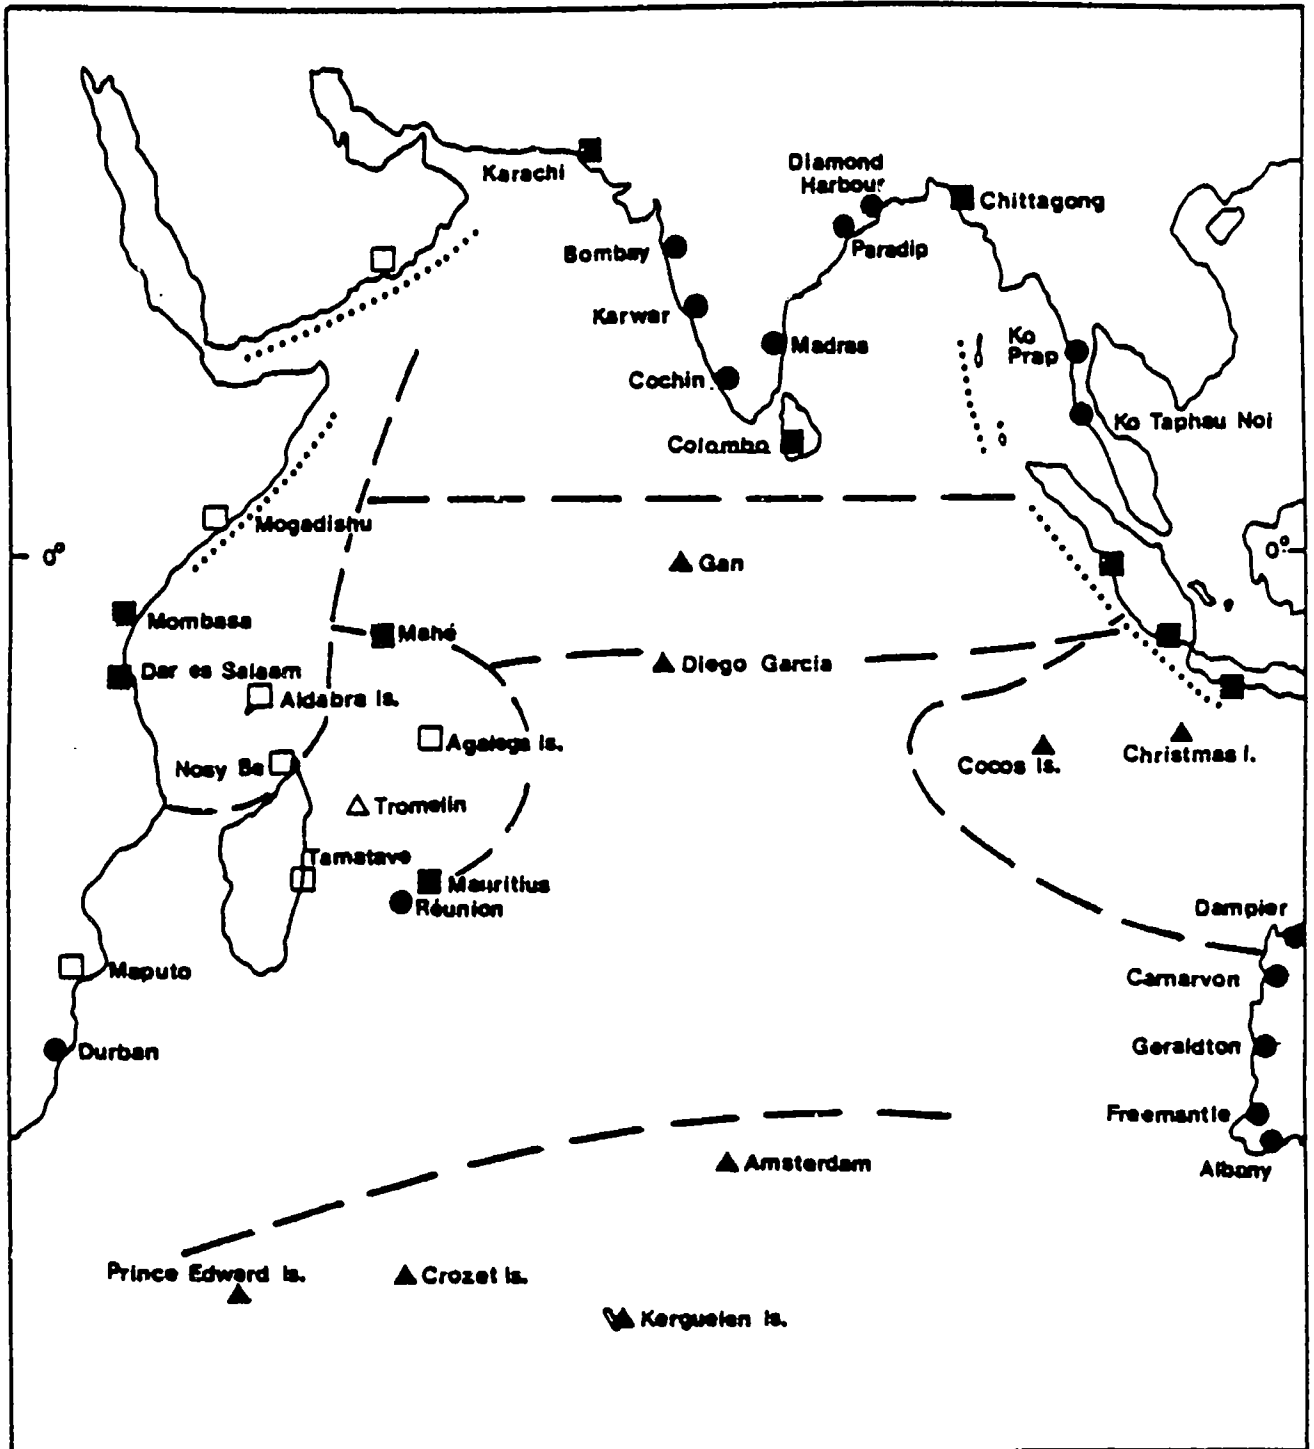 Diamond
Harbour
Karachi
Chittagong
Bombay
Paradip
Karwar
Madras
Ko
Prap
Cochin
Ko Taphau Noi
Colombo
Mogadishu
0°
0°
Gan
Mombasa
Mahé
Dar es Salaam
Diego Garcia
Aldabra Is.
Agalega Is.
Nosy Be
Cocos Is.
Christmas I.
Tromelin
Tamatave
Mauritius
Réunion
Dampier
Maputo
Carnarvon
Durban
Geraldton
Freemantle
Amsterdam
Albany
Prince Edward Is.
Crozet Is.
Kerguelen Is.